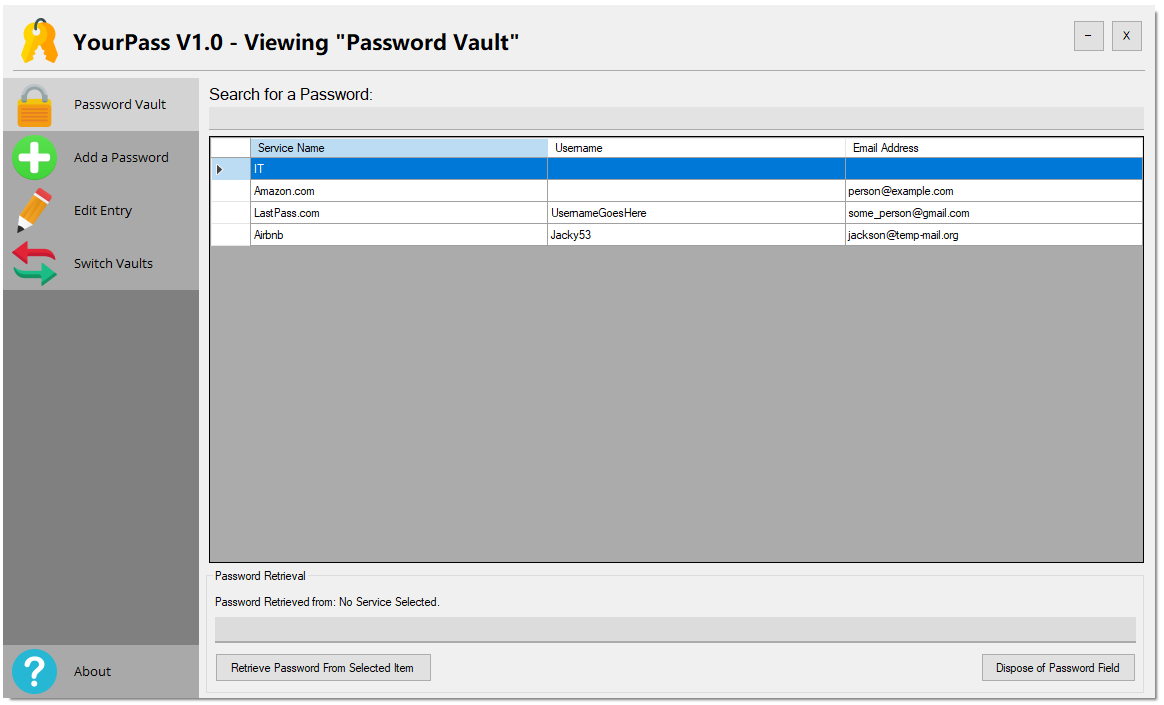 YourPass V1.0 - Viewing "Password Vault"
– X
Password Vault
Add a Password
Edit Entry
Switch Vaults
About
Search for a Password:
Service Name Username Email Address
IT
Amazon.com person@example.com
LastPass.com UsernameGoesHere some_person@gmail.com
Airbnb Jacky53 jackson@temp-mail.org
Password Retrieval
Password Retrieved from: No Service Selected.
Retrieve Password From Selected Item Dispose of Password Field